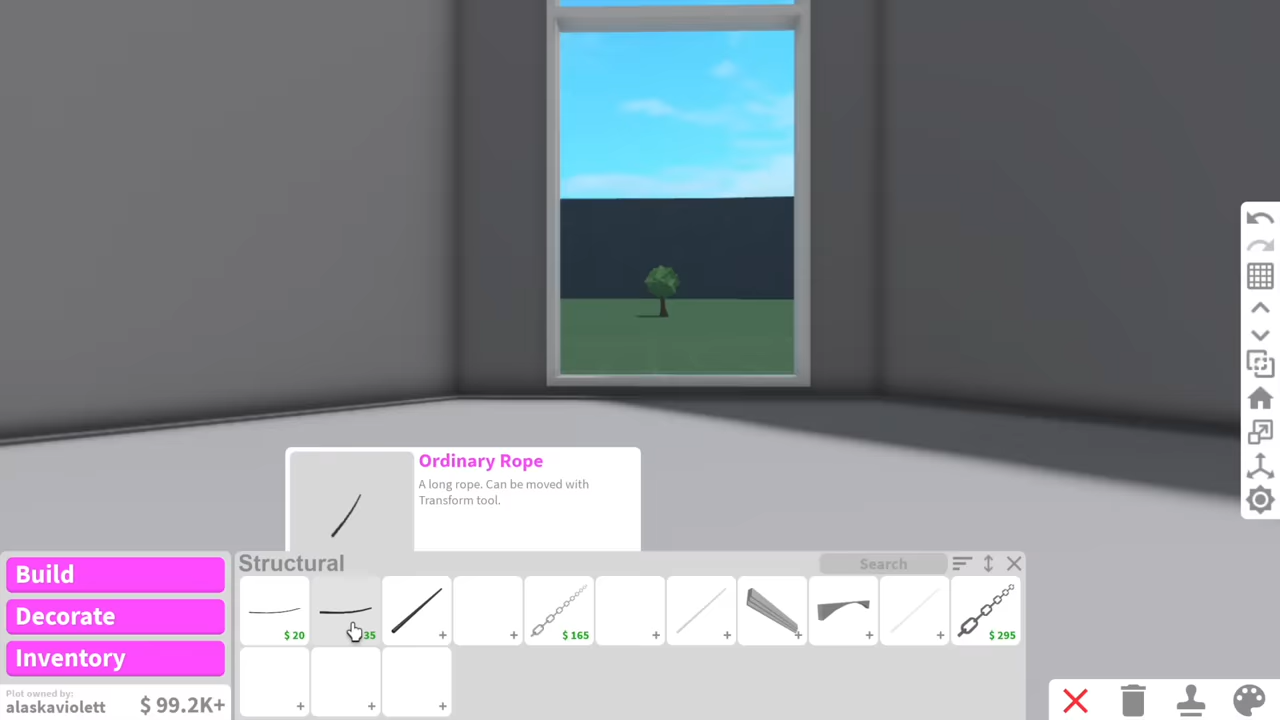 Ordinary Rope
A long rope. Can be moved with
Transform tool.
Structural
Search
Build
Decorate
Inventory
$ 20
35
+
+
$ 165
+
+
+
+
+
$ 295
+
+
+
Plot owned by:
alaskaviolett
$ 99.2K+